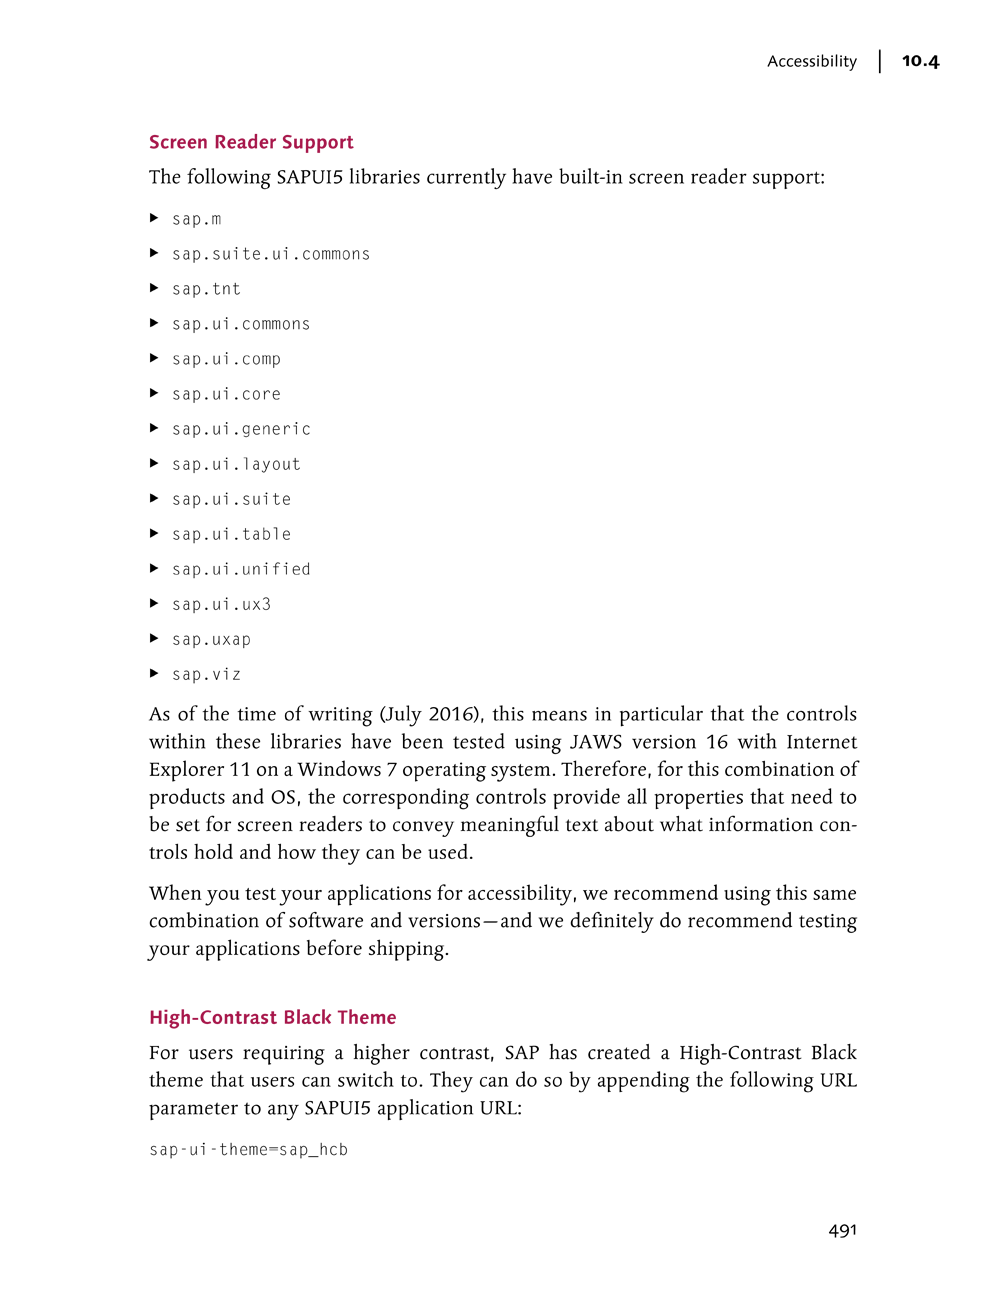 Accessibility | 10.4
Screen Reader Support
The following SAPUI5 libraries currently have built-in screen reader support:
▶ sap.m
▶ sap.suite.ui.commons
▶ sap.tnt
▶ sap.ui.commons
▶ sap.ui.comp
▶ sap.ui.core
▶ sap.ui.generic
▶ sap.ui.layout
▶ sap.ui.suite
▶ sap.ui.table
▶ sap.ui.unified
▶ sap.ui.ux3
▶ sap.uxap
▶ sap.viz
As of the time of writing (July 2016), this means in particular that the controls
within these libraries have been tested using JAWS version 16 with Internet
Explorer 11 on a Windows 7 operating system. Therefore, for this combination of
products and OS, the corresponding controls provide all properties that need to
be set for screen readers to convey meaningful text about what information con-
trols hold and how they can be used.
When you test your applications for accessibility, we recommend using this same
combination of software and versions—and we definitely do recommend testing
your applications before shipping.
High-Contrast Black Theme
For users requiring a higher contrast, SAP has created a High-Contrast Black
theme that users can switch to. They can do so by appending the following URL
parameter to any SAPUI5 application URL:
sap-ui-theme=sap_hcb
491